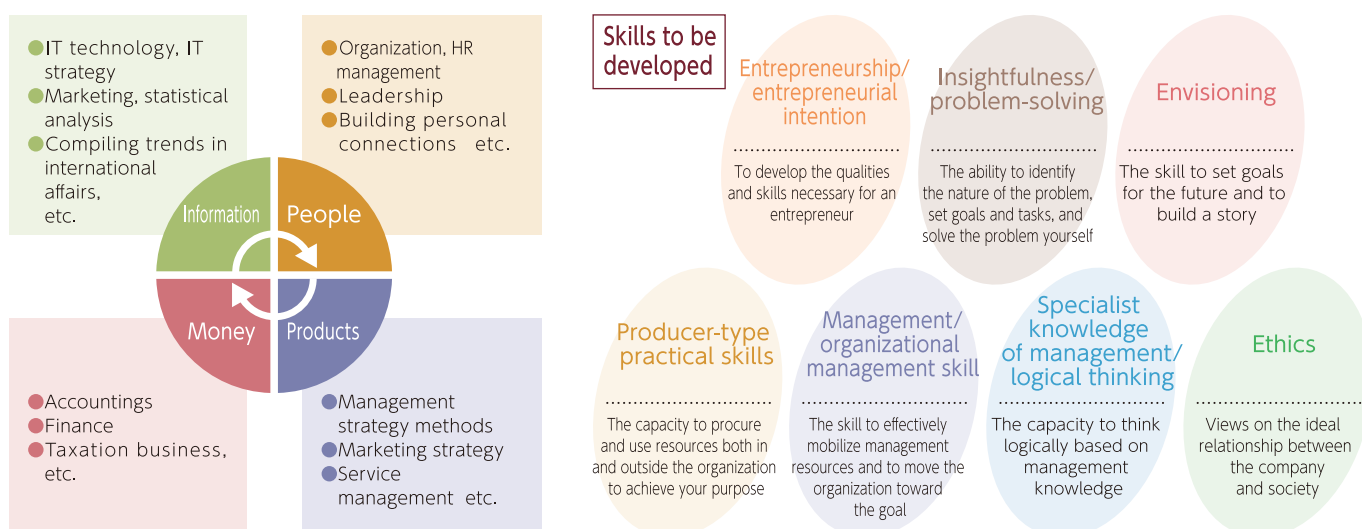 ●IT technology, IT
strategy
●Marketing, statistical
analysis
●Compiling trends in
international
affairs,
etc.
●Organization, HR
management
●Leadership
●Building personal
connections etc.
Information
People
Money
Products
●Accountings
●Finance
●Taxation business,
etc.
●Management
strategy methods
●Marketing strategy
●Service
management etc.
Skills to be
developed
Entrepreneurship/
entrepreneurial
intention
To develop the qualities
and skills necessary for an
entrepreneur
Insightfulness/
problem-solving
The ability to identify
the nature of the problem,
set goals and tasks, and
solve the problem yourself
Envisioning
The skill to set goals
for the future and to
build a story
Producer-type
practical skills
The capacity to procure
and use resources both in
and outside the organization
to achieve your purpose
Management/
organizational
management skill
The skill to effectively
mobilize management
resources and to move the
organization toward
the goal
Specialist
knowledge
of management/
logical thinking
The capacity to think
logically based on
management
knowledge
Ethics
Views on the ideal
relationship between
the company
and society